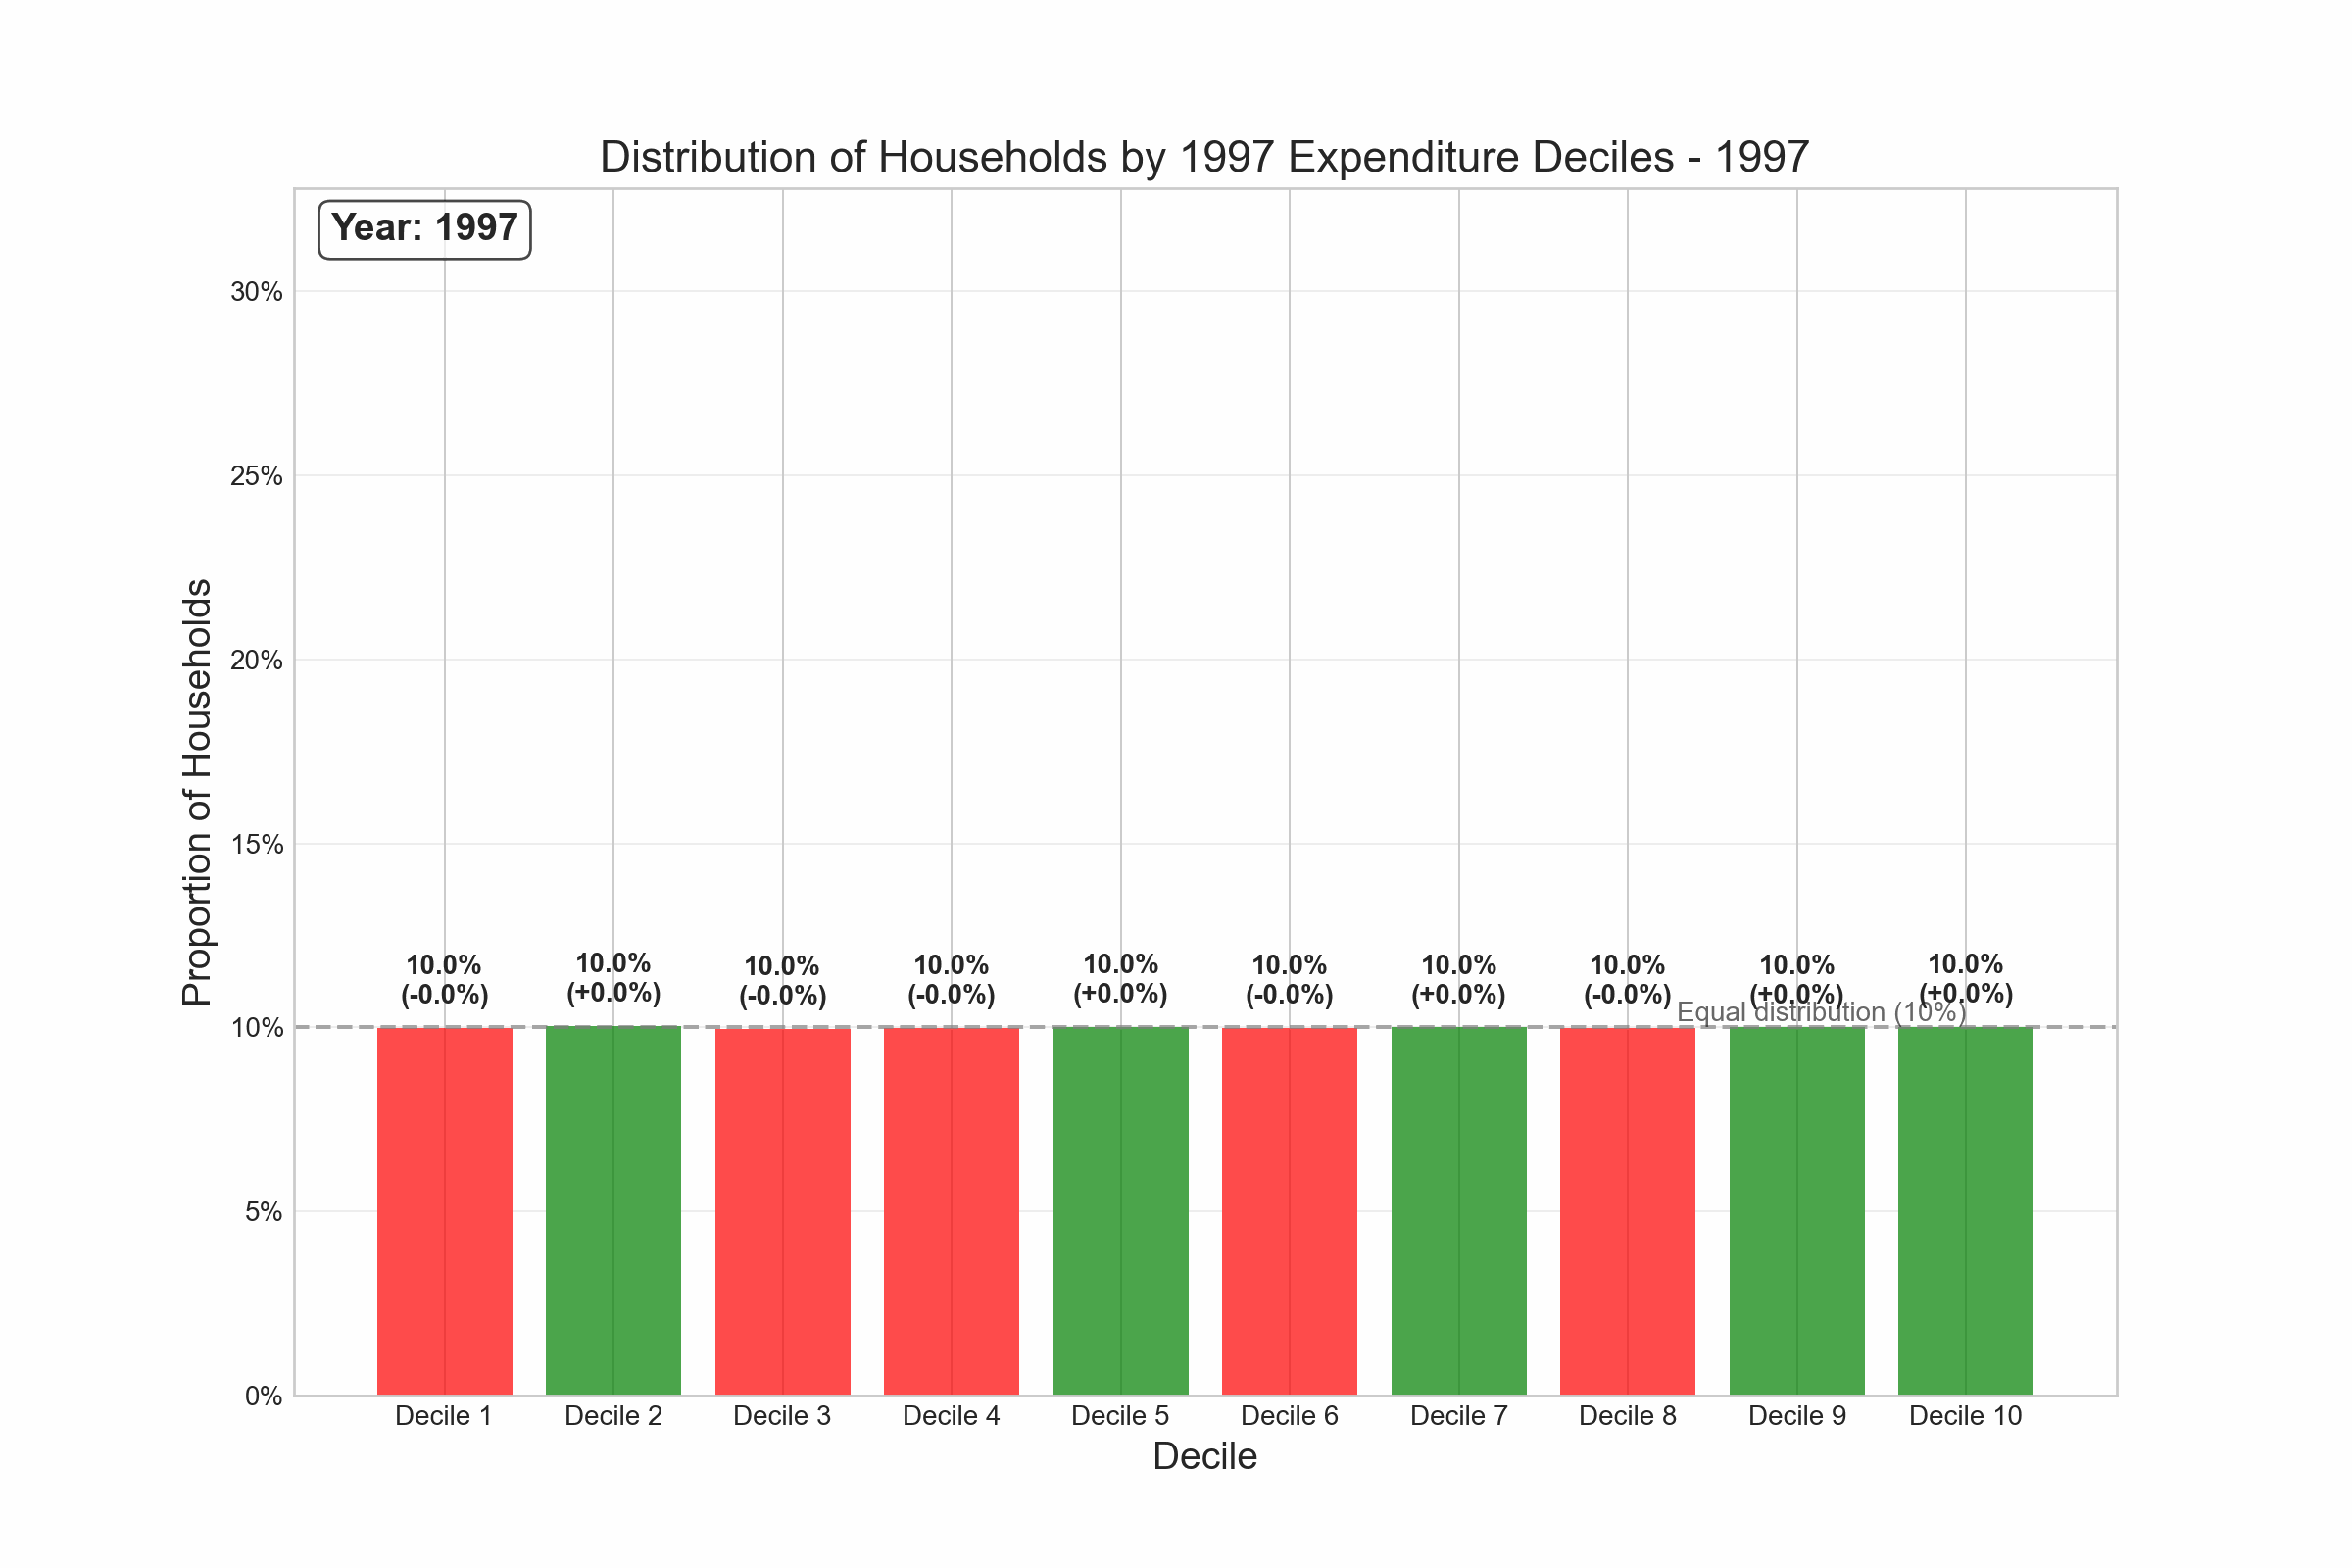 Distribution of Households by 1997 Expenditure Deciles - 1997
Year: 1997
Proportion of Households
30%
25%
20%
15%
10%
5%
0%
10.0%
(-0.0%)
10.0%
(+0.0%)
10.0%
(-0.0%)
10.0%
(-0.0%)
10.0%
(+0.0%)
10.0%
(-0.0%)
10.0%
(+0.0%)
10.0%
(-0.0%)
10.0%
(+0.0%)
10.0%
(+0.0%)
Equal distribution (10%)
Decile 1
Decile 2
Decile 3
Decile 4
Decile 5
Decile 6
Decile 7
Decile 8
Decile 9
Decile 10
Decile